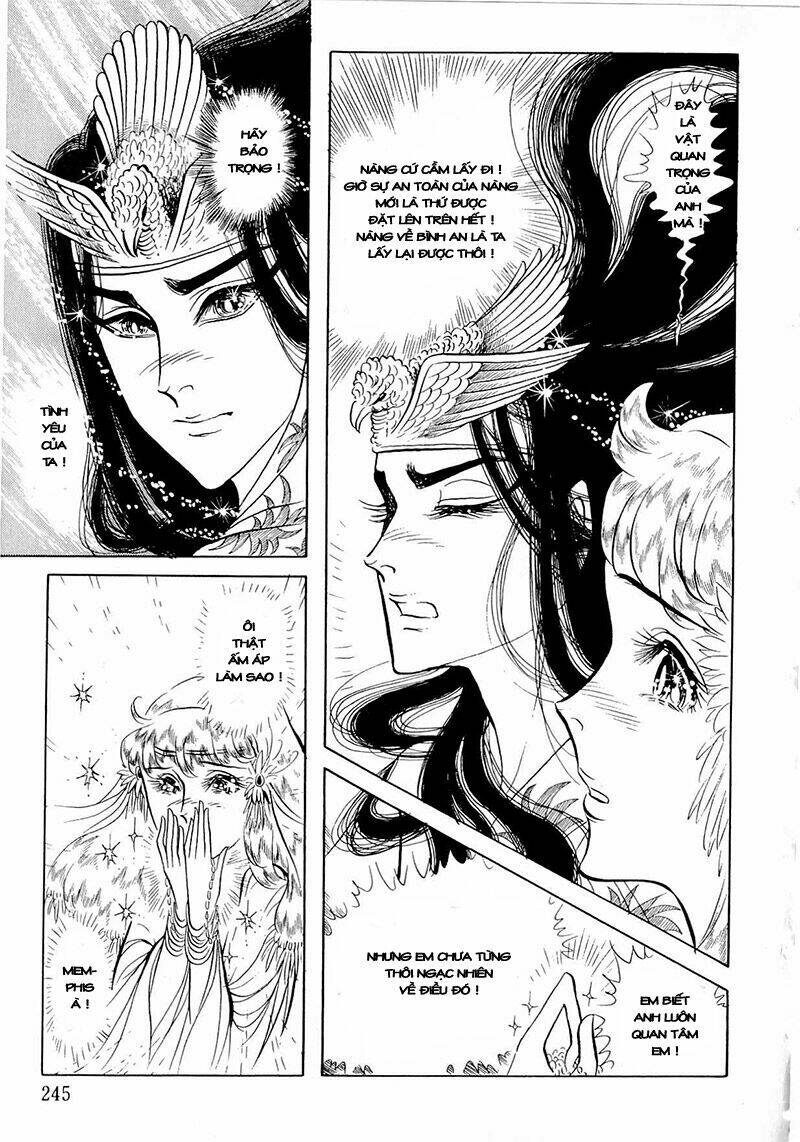 ĐÂY
LÀ
VẬT
QUAN
TRỌNG
CỦA
ANH
MÀ !
NÀNG CỨ CẦM LẤY ĐI !
GIỜ SỰ AN TOÀN CỦA NÀNG
MỚI LÀ THỨ ĐƯỢC
ĐẶT LÊN TRÊN HẾT !
NÀNG VỀ BÌNH AN LÀ TA
LẤY LẠI ĐƯỢC THÔI !
HÃY
BẢO
TRỌNG !
TÌNH
YÊU
CỦA
TA !
EM BIẾT
ANH LUÔN
QUAN TÂM
EM !
NHƯNG EM CHƯA TỪNG
THÔI NGẠC NHIÊN
VỀ ĐIỀU ĐÓ !
ÔI
THẬT
ẤM ÁP
LÀM SAO !
MEM-
PHIS
À !
245